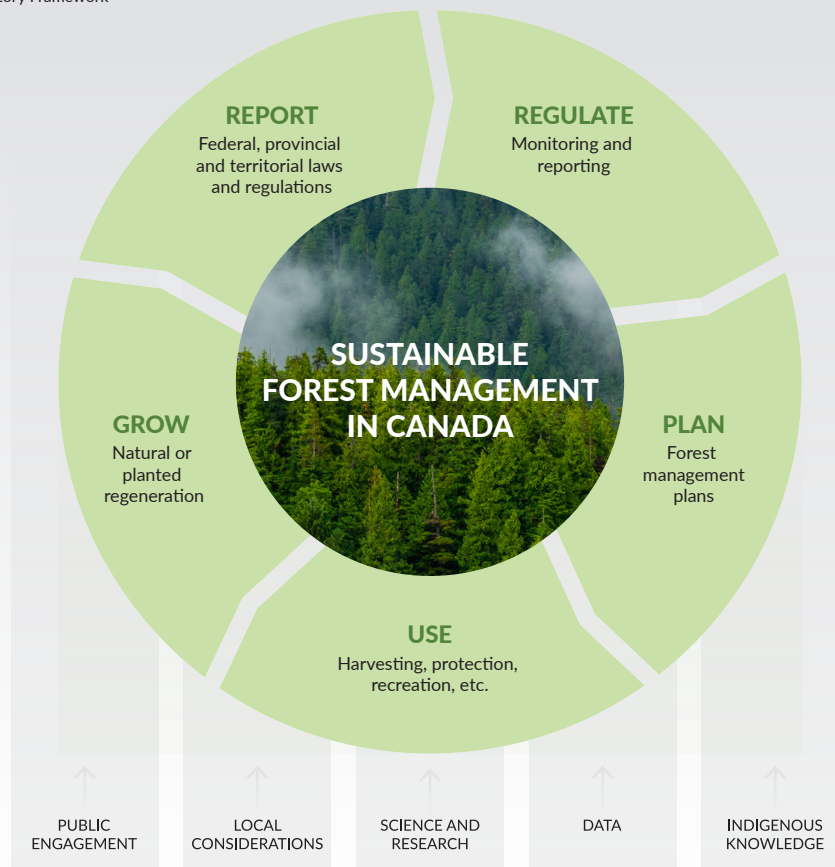 Framework
REPORT
Federal, provincial
and territorial laws
and regulations
REGULATE
Monitoring and
reporting
SUSTAINABLE
FOREST MANAGEMENT
IN CANADA
GROW
Natural or
planted
regeneration
PLAN
Forest
management
plans
USE
Harvesting, protection,
recreation, etc.
PUBLIC
ENGAGEMENT
LOCAL
CONSIDERATIONS
SCIENCE AND
RESEARCH
DATA
INDIGENOUS
KNOWLEDGE